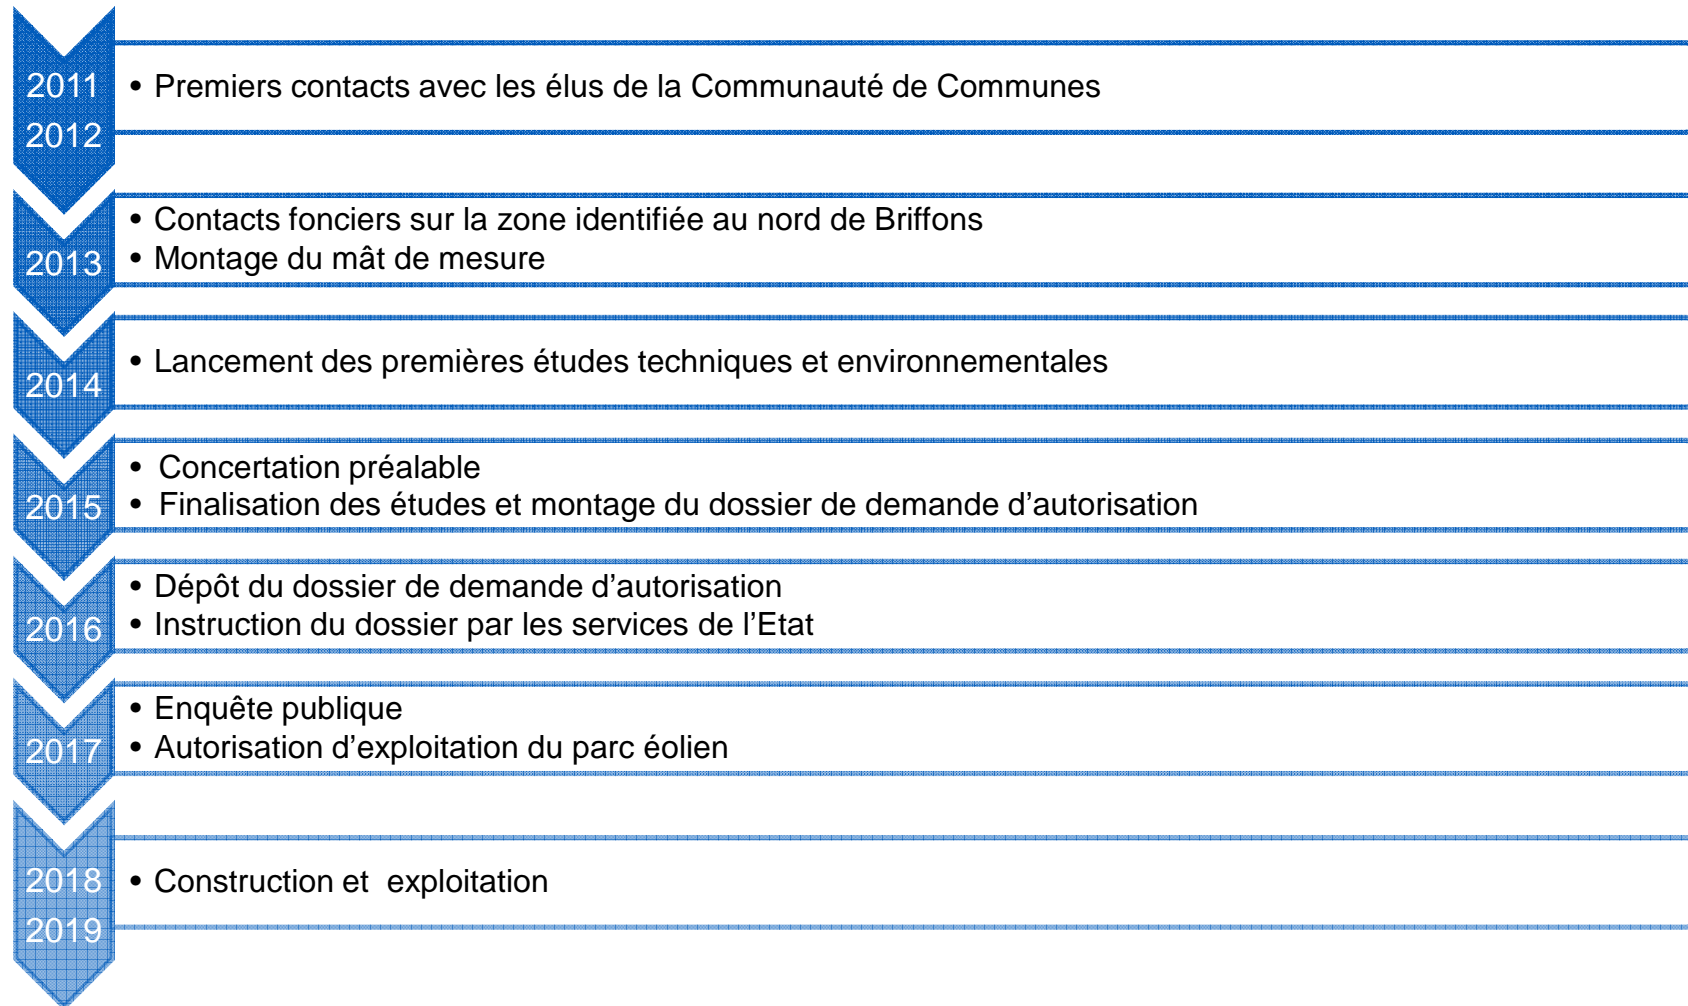 2011
2012
• Premiers contacts avec les élus de la Communauté de Communes
2013
• Contacts fonciers sur la zone identifiée au nord de Briffons
• Montage du mât de mesure
2014
• Lancement des premières études techniques et environnementales
2015
• Concertation préalable
• Finalisation des études et montage du dossier de demande d’autorisation
2016
• Dépôt du dossier de demande d’autorisation
• Instruction du dossier par les services de l’Etat
2017
• Enquête publique
• Autorisation d’exploitation du parc éolien
2018
2019
• Construction et exploitation